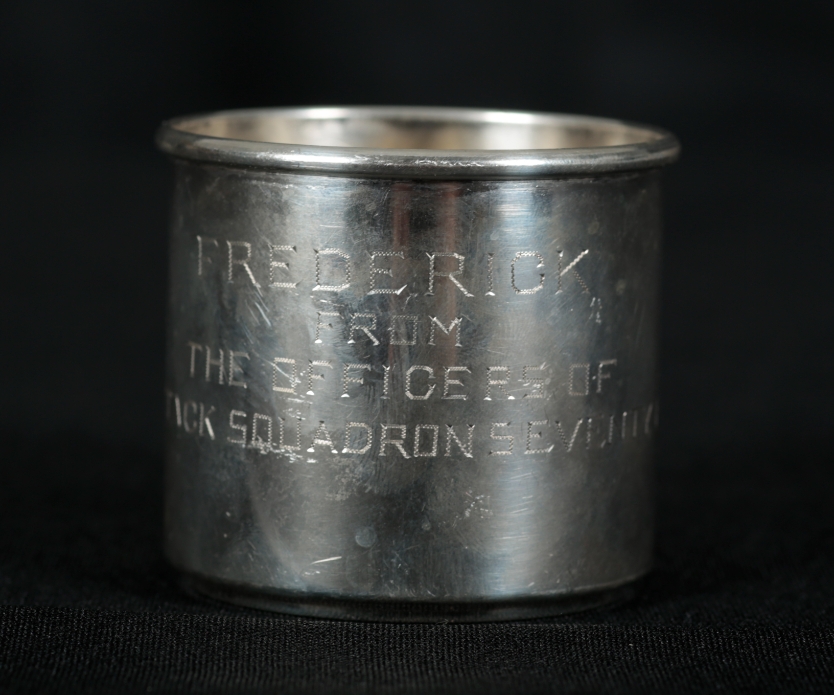 FREDERICK
FROM
THE OFFICERS OF
SQUADRON